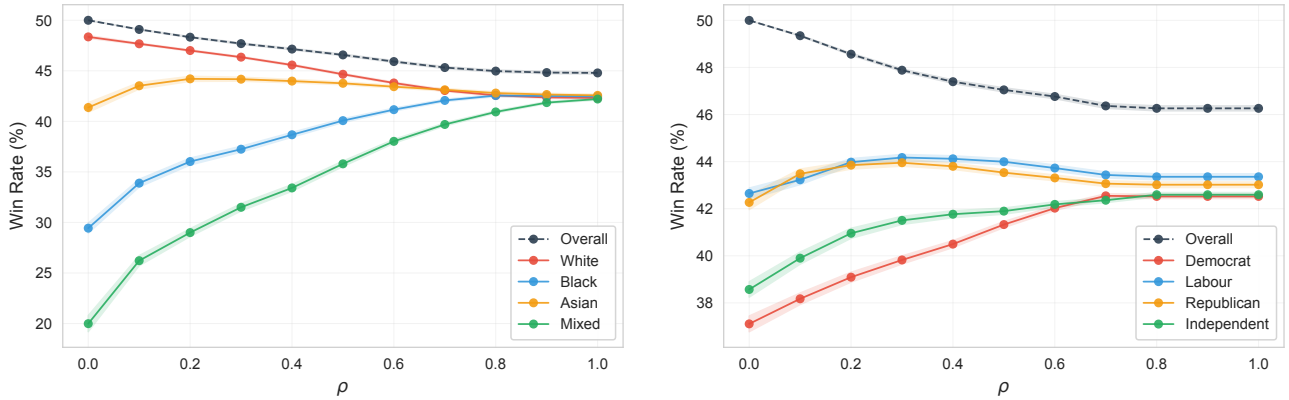 Win Rate (%)
50
45
40
35
30
25
20
0.0 0.2 0.4 0.6 0.8 1.0
ρ
Overall
White
Black
Asian
Mixed
Win Rate (%)
50
48
46
44
42
40
38
0.0 0.2 0.4 0.6 0.8 1.0
ρ
Overall
Democrat
Labour
Republican
Independent